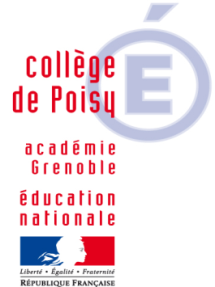 collège
de Poisy
É
académie
Grenoble
éducation
nationale
Liberté • Égalité • Fraternité
RÉPUBLIQUE FRANÇAISE